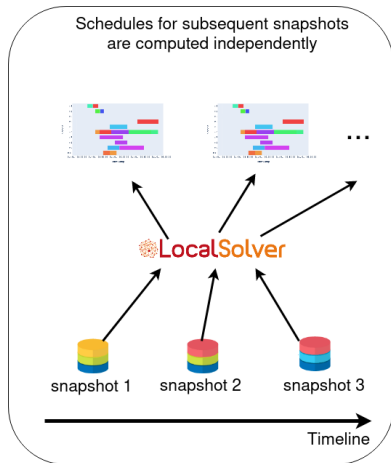 Schedules for subsequent snapshots
are computed independently
...
LocalSolver
snapshot 1
snapshot 2
snapshot 3
Timeline